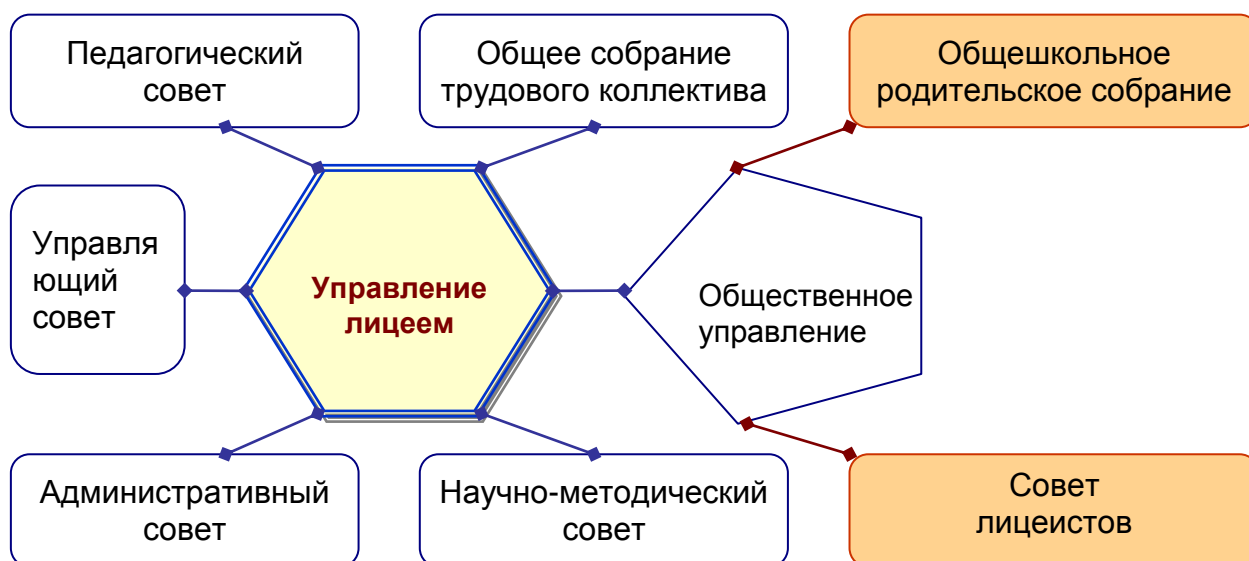 Педагогический
совет
Общее собрание
трудового коллектива
Общешкольное
родительское собрание
Управля
ющий
совет
Управление
лицеем
Общественное
управление
Административный
совет
Научно-методический
совет
Совет
лицеистов